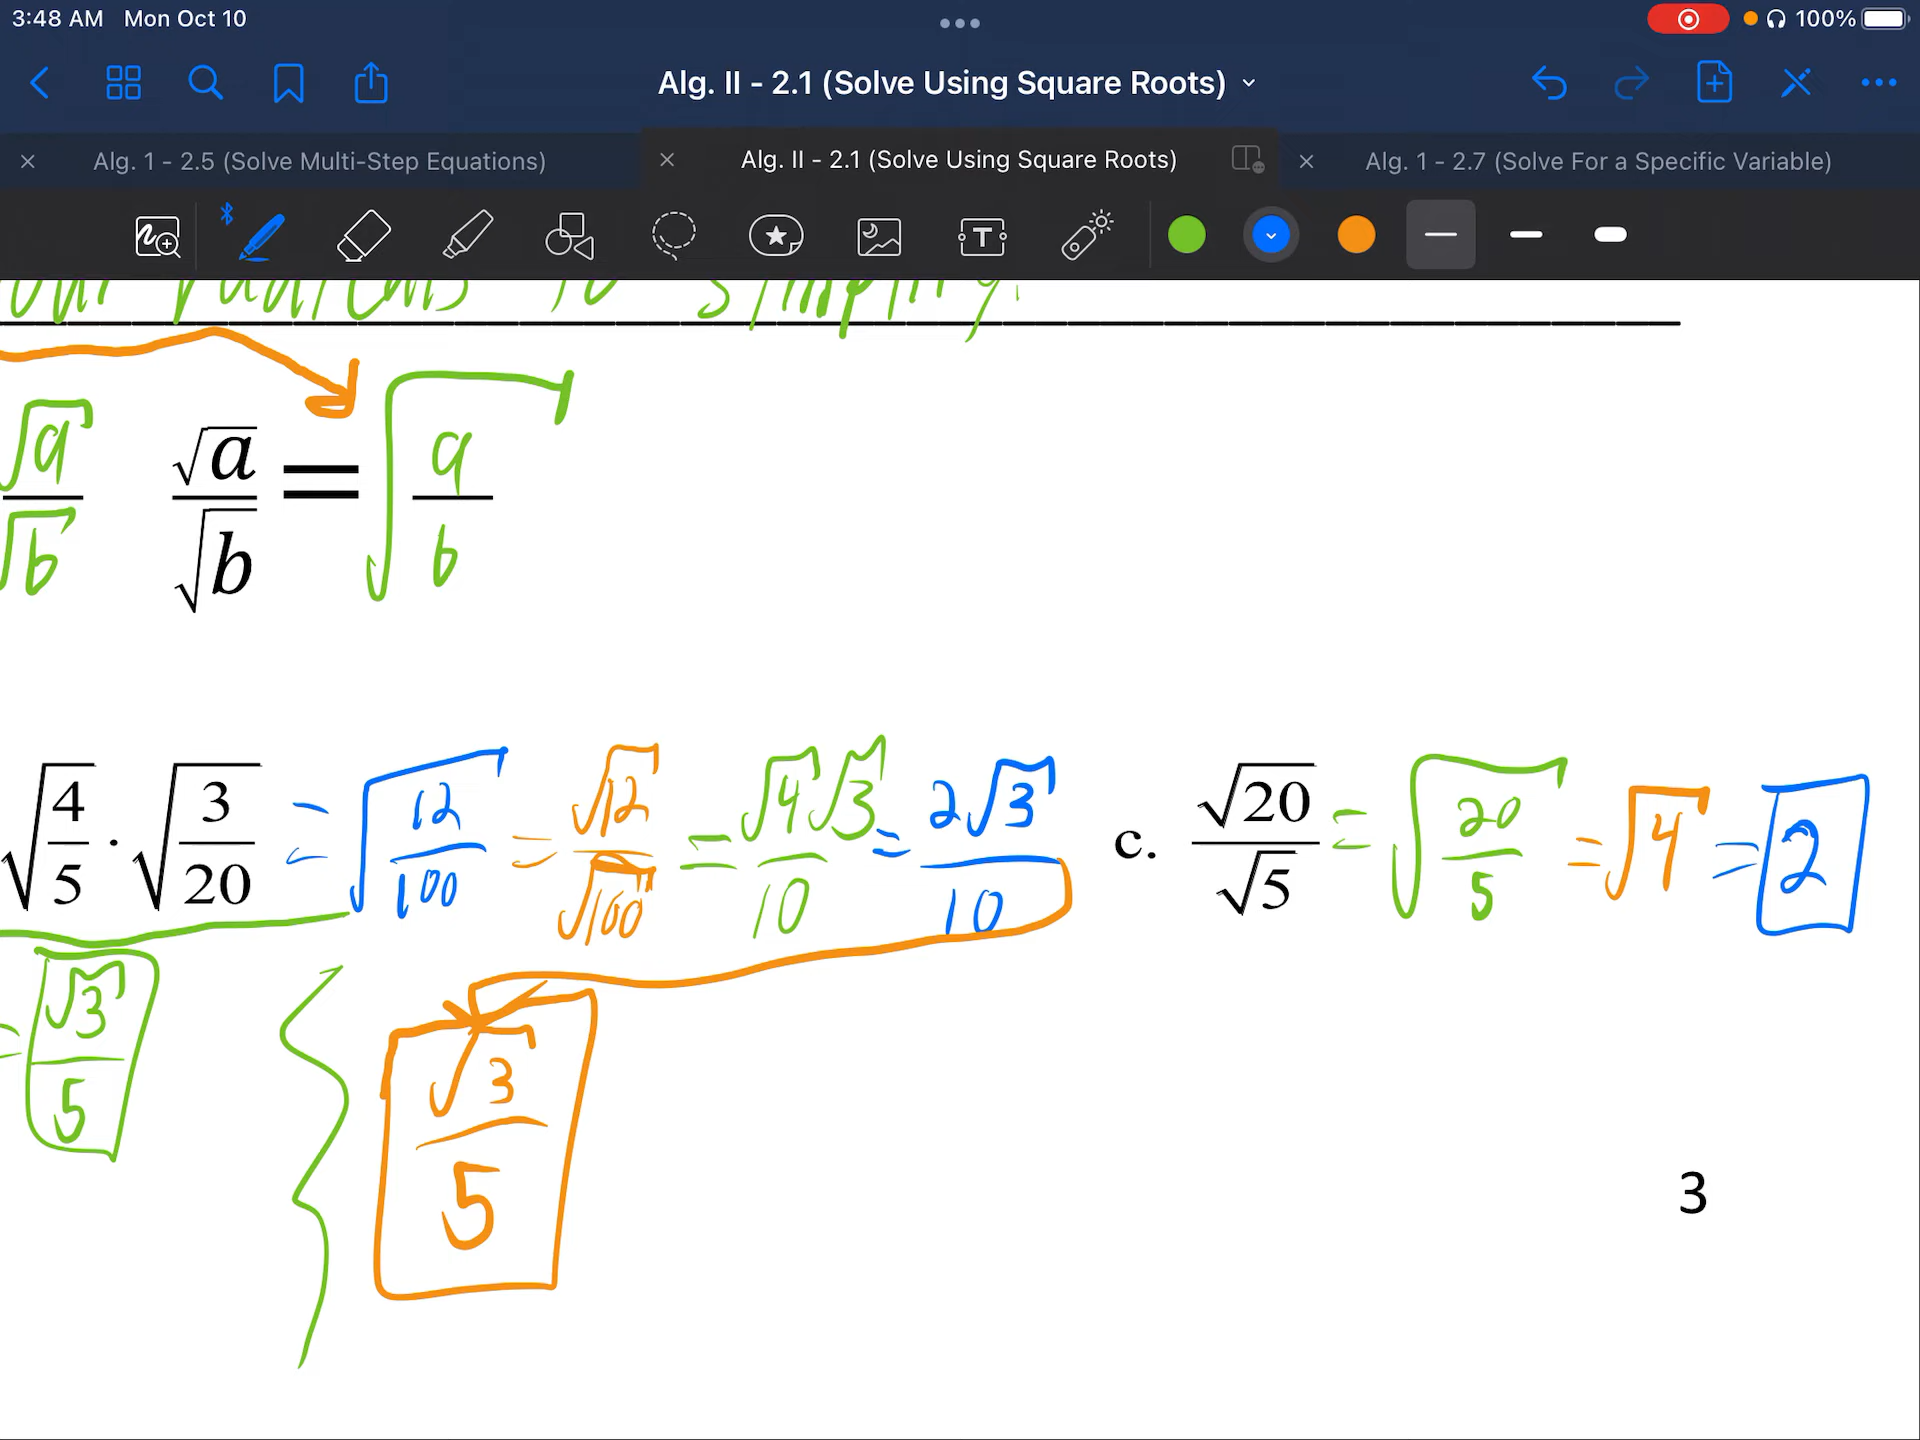 3:48 AM Mon Oct 10
100%
Alg. II - 2.1 (Solve Using Square Roots)
Alg. 1 - 2.5 (Solve Multi-Step Equations)
Alg. II - 2.1 (Solve Using Square Roots)
Alg. 1 - 2.7 (Solve For a Specific Variable)
radicals to simplify.
√a/√b √a/√b = √(a/b)
√(4/5) · √(3/20) = √(12/100) = √12/√100 = √4√3/10 = 2√3/10
c. √20/√5 = √(20/5) = √4 = 2
= √3/5
√3/5
3